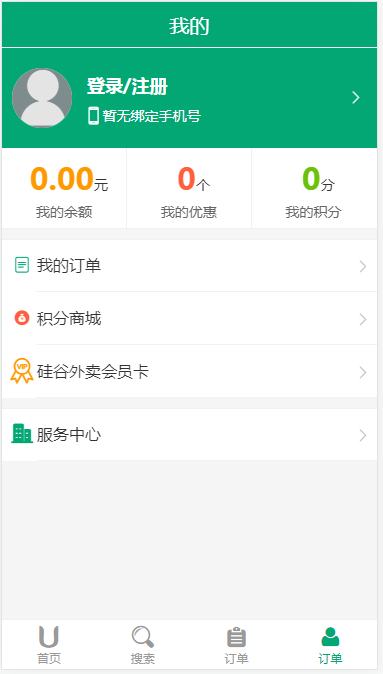 我的
登录/注册
暂无绑定手机号
0.00元 0个 0分
我的余额 我的优惠 我的积分
我的订单
积分商城
VIP 硅谷外卖会员卡
服务中心
首页 搜索 订单 订单